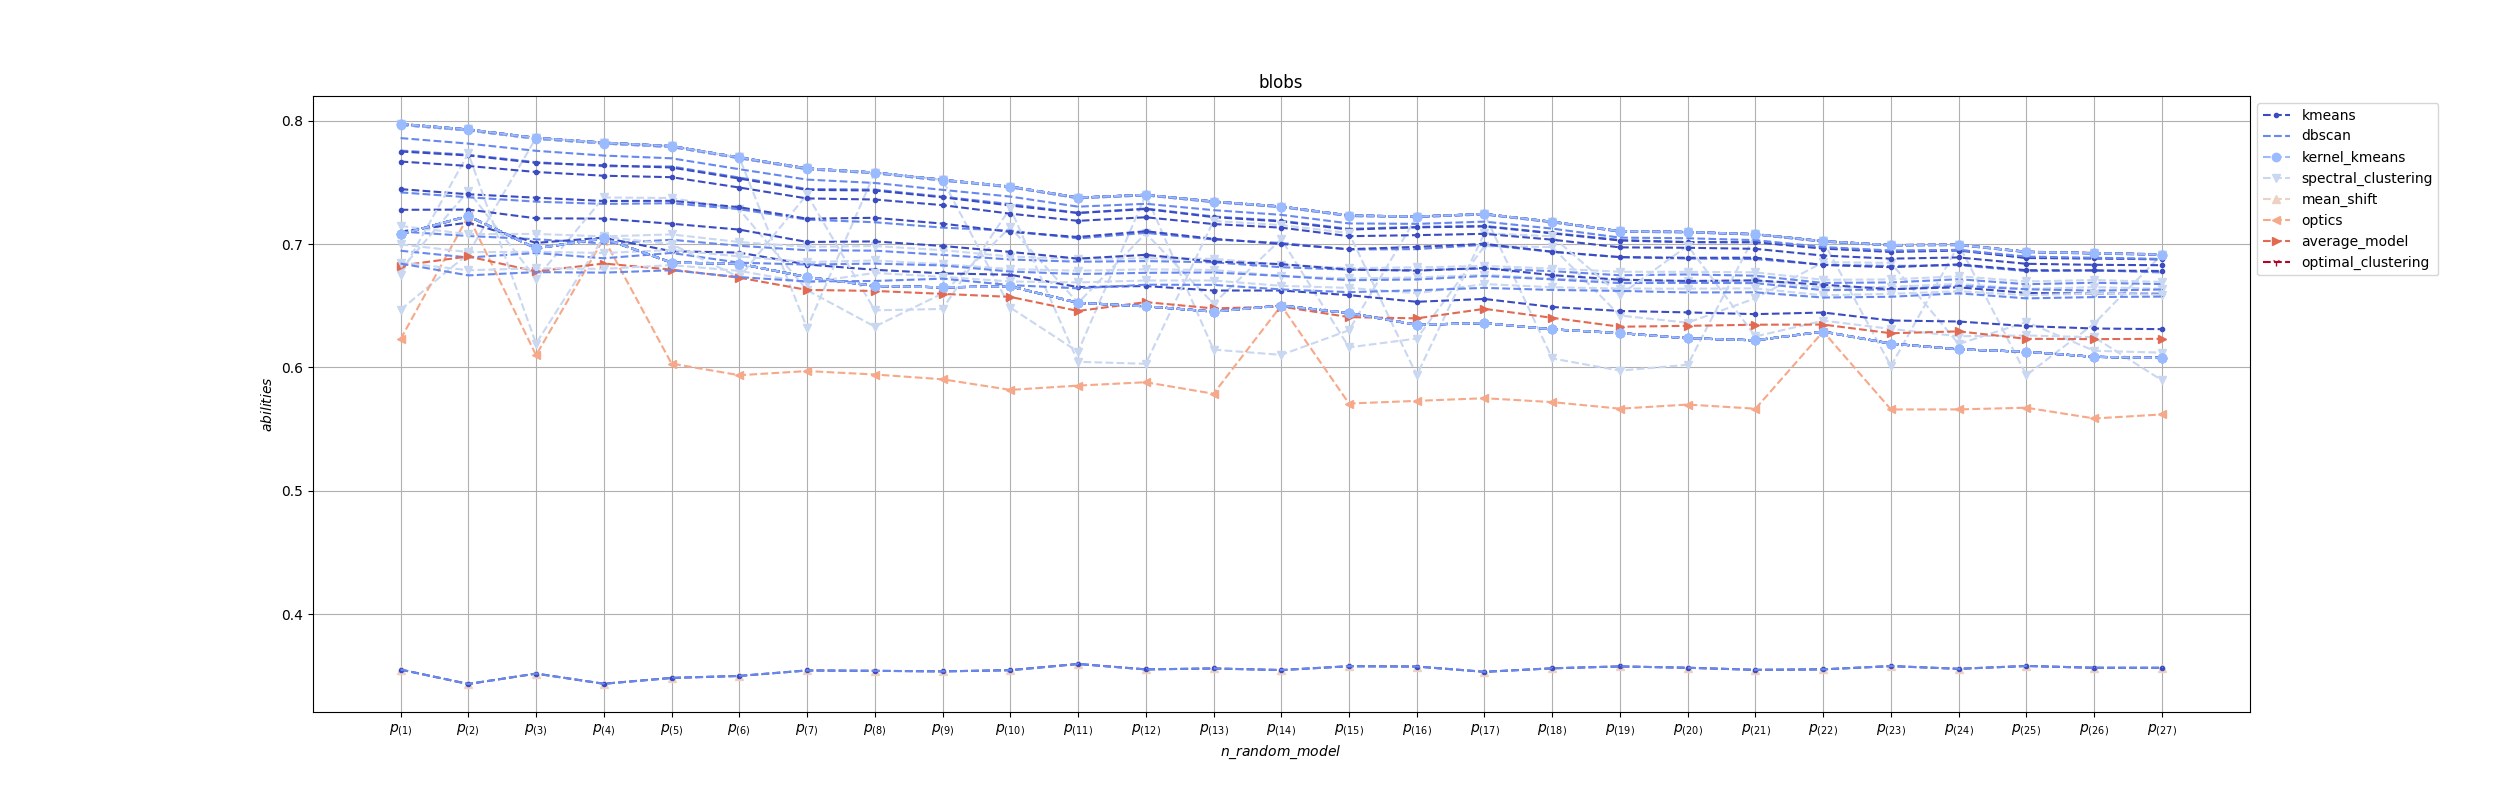 blobs
0.8
0.7
0.6
0.5
0.4
abilities
p(1) p(2) p(3) p(4) p(5) p(6) p(7) p(8) p(9) p(10) p(11) p(12) p(13) p(14) p(15) p(16) p(17) p(18) p(19) p(20) p(21) p(22) p(23) p(24) p(25) p(26) p(27)
n_random_model
kmeans
dbscan
kernel_kmeans
spectral_clustering
mean_shift
optics
average_model
optimal_clustering